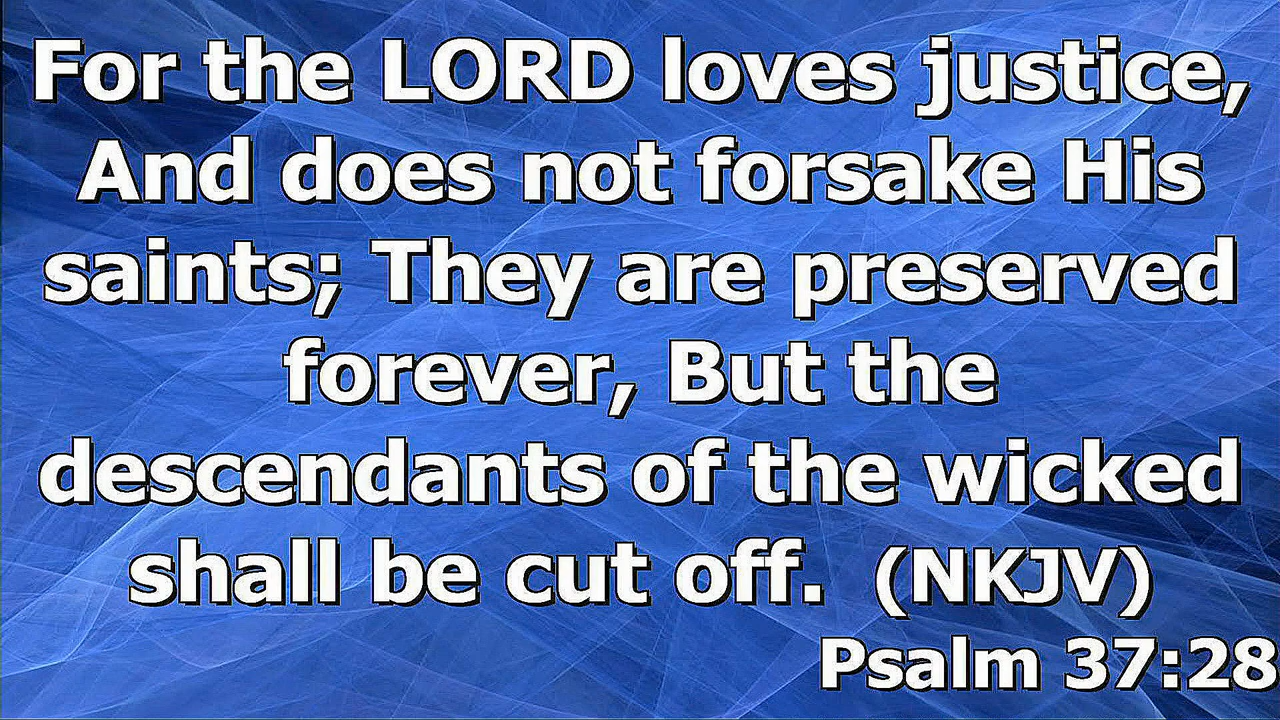 For the LORD loves justice,
And does not forsake His
saints; They are preserved
forever, But the
descendants of the wicked
shall be cut off.  (NKJV)
Psalm 37:28